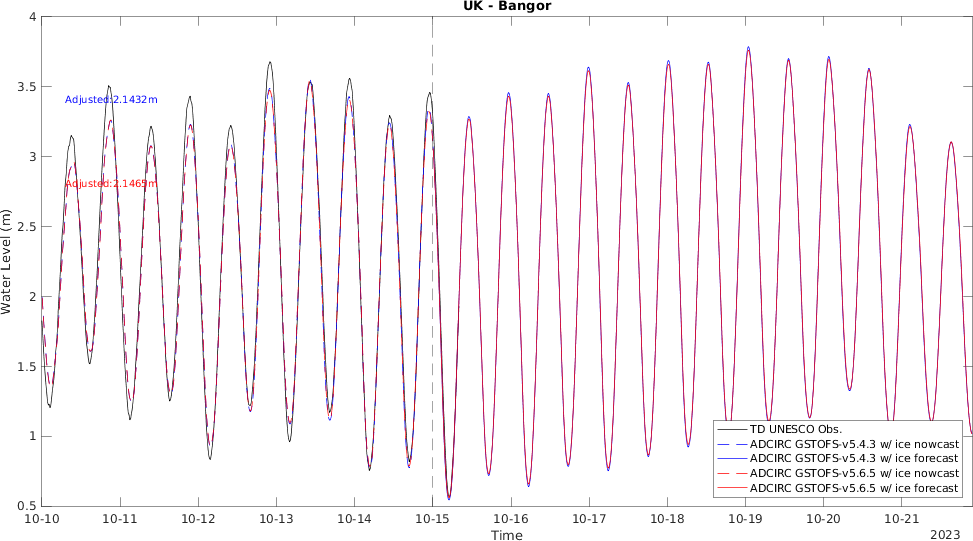 UK - Bangor
4
3.5
3
2.5
2
1.5
1
0.5
Water Level (m)
Adjusted:2.1432m
Adjusted:2.1465m
TD UNESCO Obs.
ADCIRC GSTOFS-v5.4.3 w/ ice nowcast
ADCIRC GSTOFS-v5.4.3 w/ ice forecast
ADCIRC GSTOFS-v5.6.5 w/ ice nowcast
ADCIRC GSTOFS-v5.6.5 w/ ice forecast
10-10 10-11 10-12 10-13 10-14 10-15 10-16 10-17 10-18 10-19 10-20 10-21
Time
2023